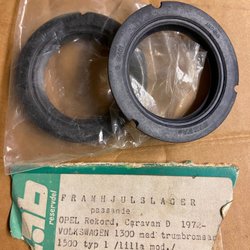 FRAMHJULSLAGER
passande
OPEL Rekord, Caravan D 1972-
VOLKSWAGEN 1300 med trumbromsar
1500 typ 1 /lilla mod./
reservdel